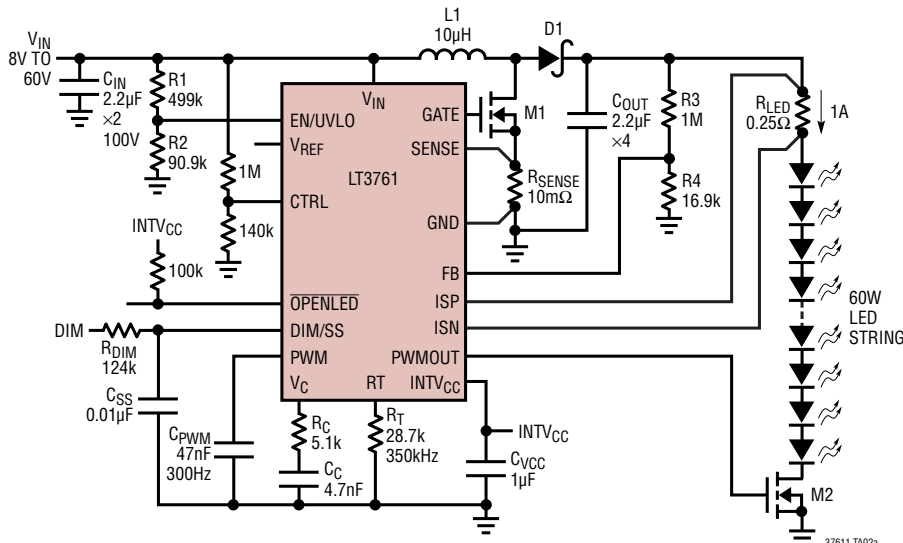 V_IN
8V TO
60V
C_IN
2.2µF
×2
100V
R1
499k
R2
90.9k
1M
140k
INTV_CC
100k
DIM
R_DIM
124k
C_SS
0.01µF
C_PWM
47nF
300Hz
R_C
5.1k
C_C
4.7nF
R_T
28.7k
350kHz
V_IN
EN/UVLO
V_REF
LT3761
CTRL
OPENLED
DIM/SS
PWM
V_C
RT
GATE
SENSE
GND
FB
ISP
ISN
PWMOUT
INTV_CC
INTV_CC
C_VCC
1µF
L1
10µH
D1
M1
R_SENSE
10mΩ
C_OUT
2.2µF
×4
R3
1M
R4
16.9k
R_LED
0.25Ω
1A
60W
LED
STRING
M2
37611 TA02a